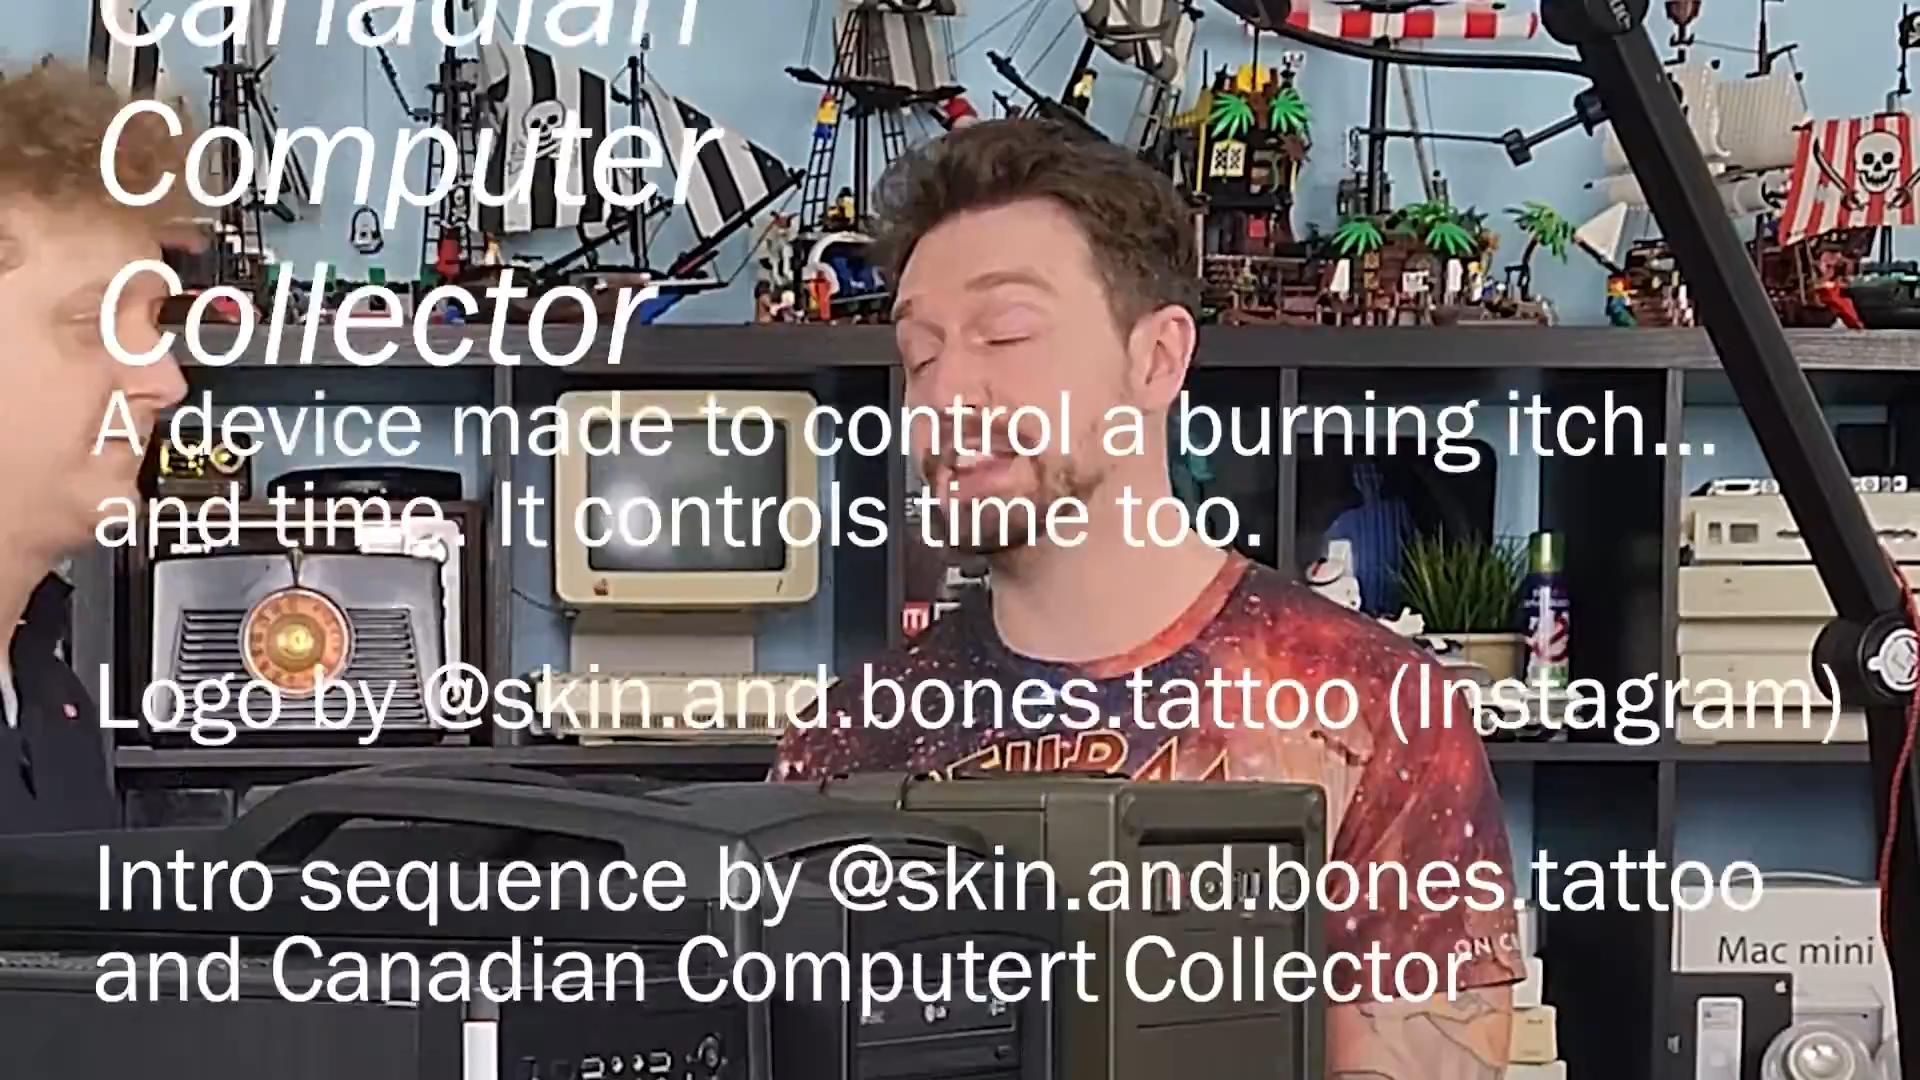 Canadian
Computer
Collector
A device made to control a burning itch...
and time. It controls time too.
Logo by @skin.and.bones.tattoo (Instagram)
Intro sequence by @skin.and.bones.tattoo
and Canadian Computert Collector
Mac mini